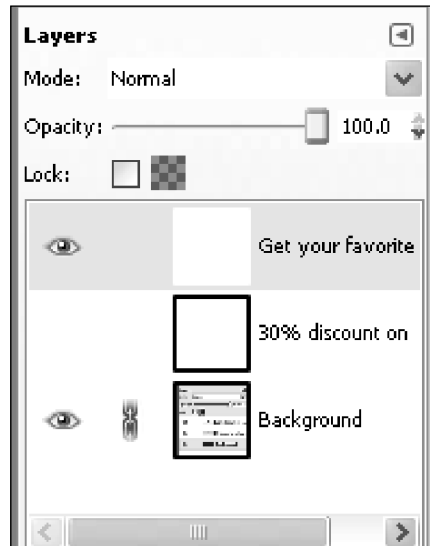 Layers
Mode: Normal
Opacity: 100.0
Lock:
Get your favorite
30% discount on
Background